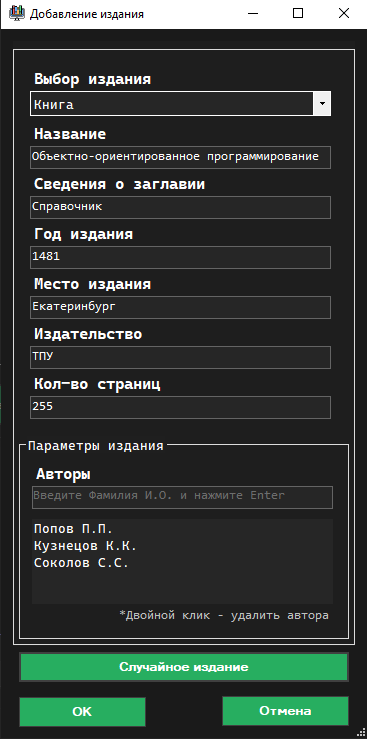 Добавление издания
Выбор издания
Книга
Название
Объектно-ориентированное программирование
Сведения о заглавии
Справочник
Год издания
1481
Место издания
Екатеринбург
Издательство
ТПУ
Кол-во страниц
255
Параметры издания
Авторы
Введите Фамилия И.О. и нажмите Enter
Попов П.П.
Кузнецов К.К.
Соколов С.С.
*Двойной клик - удалить автора
Случайное издание
OK
Отмена